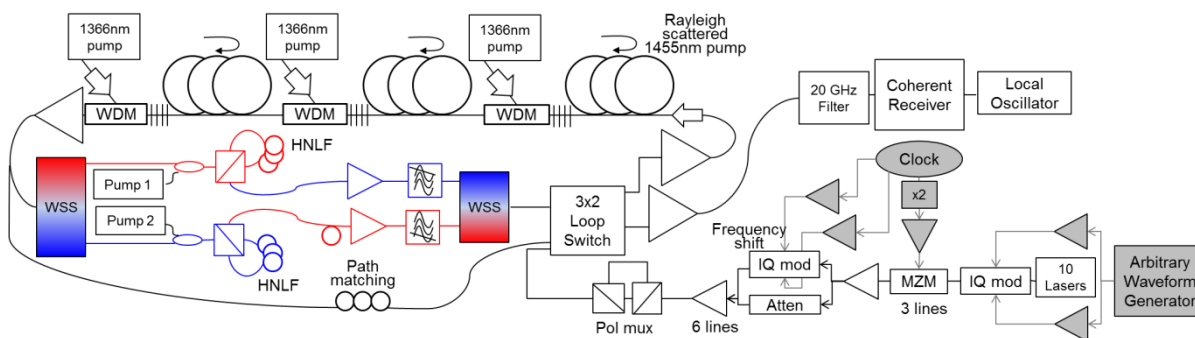 1366nm
pump
1366nm
pump
1366nm
pump
Rayleigh
scattered
1455nm pump
WDM
WDM
WDM
20 GHz
Filter
Coherent
Receiver
Local
Oscillator
HNLF
Pump 1
WSS
Pump 2
HNLF
WSS
3x2
Loop
Switch
Path
matching
Clock
x2
Frequency
shift
IQ mod
Atten
MZM
IQ mod
10
Lasers
Arbitrary
Waveform
Generator
Pol mux
6 lines
3 lines